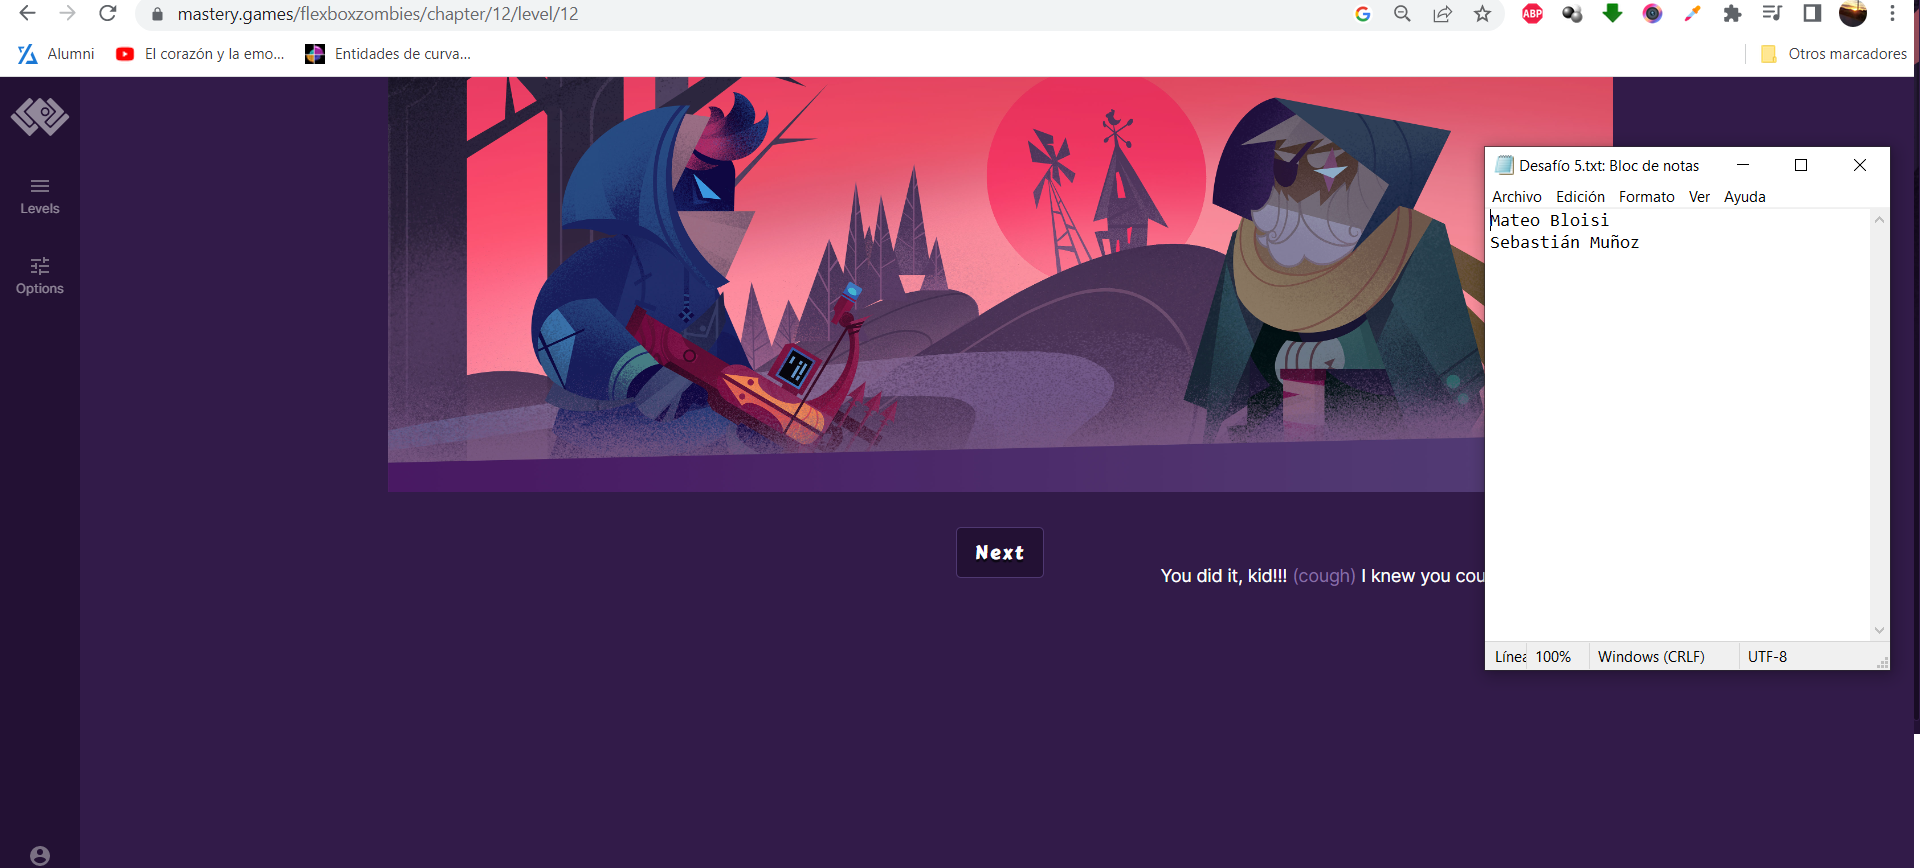 mastery.games/flexboxzombies/chapter/12/level/12
ABP
Alumni
El corazón y la emo...
Entidades de curva...
Otros marcadores
Levels
Options
Desafío 5.txt: Bloc de notas
Archivo Edición Formato Ver Ayuda
Mateo Bloisi
Sebastián Muñoz
Next
You did it, kid!!! (cough) I knew you cou
Línea 100% Windows (CRLF) UTF-8